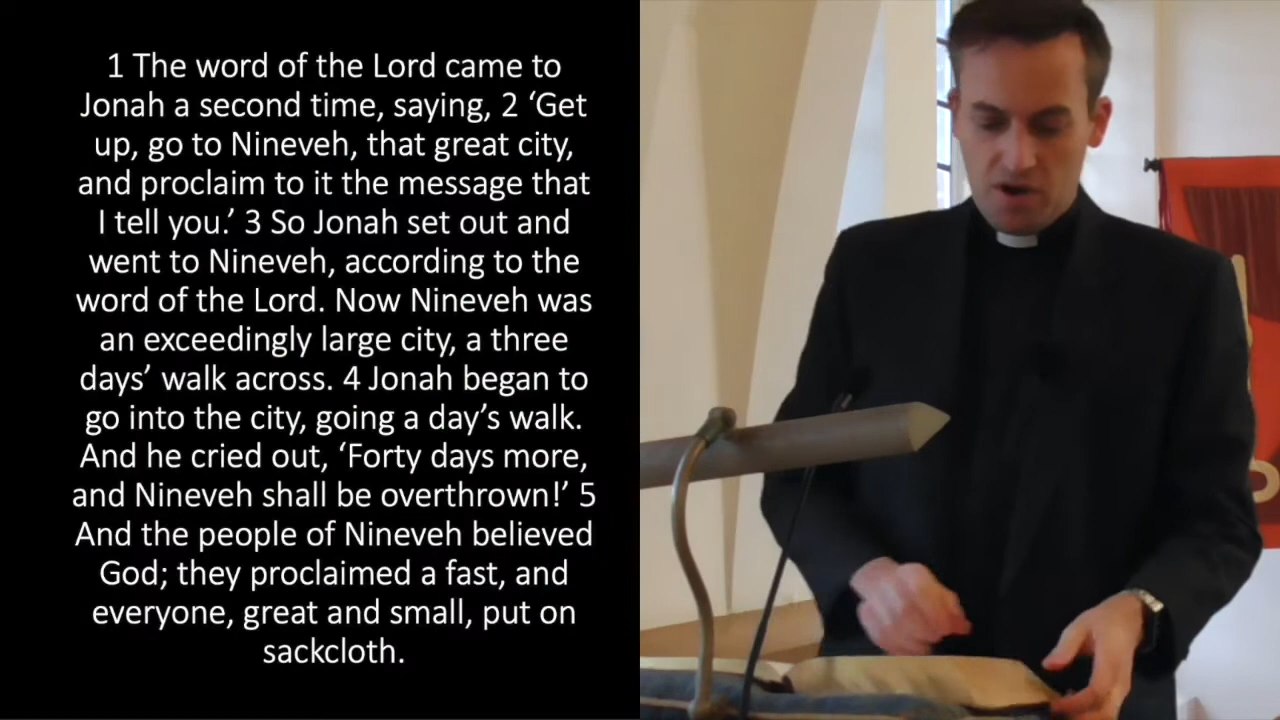 1 The word of the Lord came to
Jonah a second time, saying, 2 ‘Get
up, go to Nineveh, that great city,
and proclaim to it the message that
I tell you.’ 3 So Jonah set out and
went to Nineveh, according to the
word of the Lord. Now Nineveh was
an exceedingly large city, a three
days’ walk across. 4 Jonah began to
go into the city, going a day’s walk.
And he cried out, ‘Forty days more,
and Nineveh shall be overthrown!’ 5
And the people of Nineveh believed
God; they proclaimed a fast, and
everyone, great and small, put on
sackcloth.